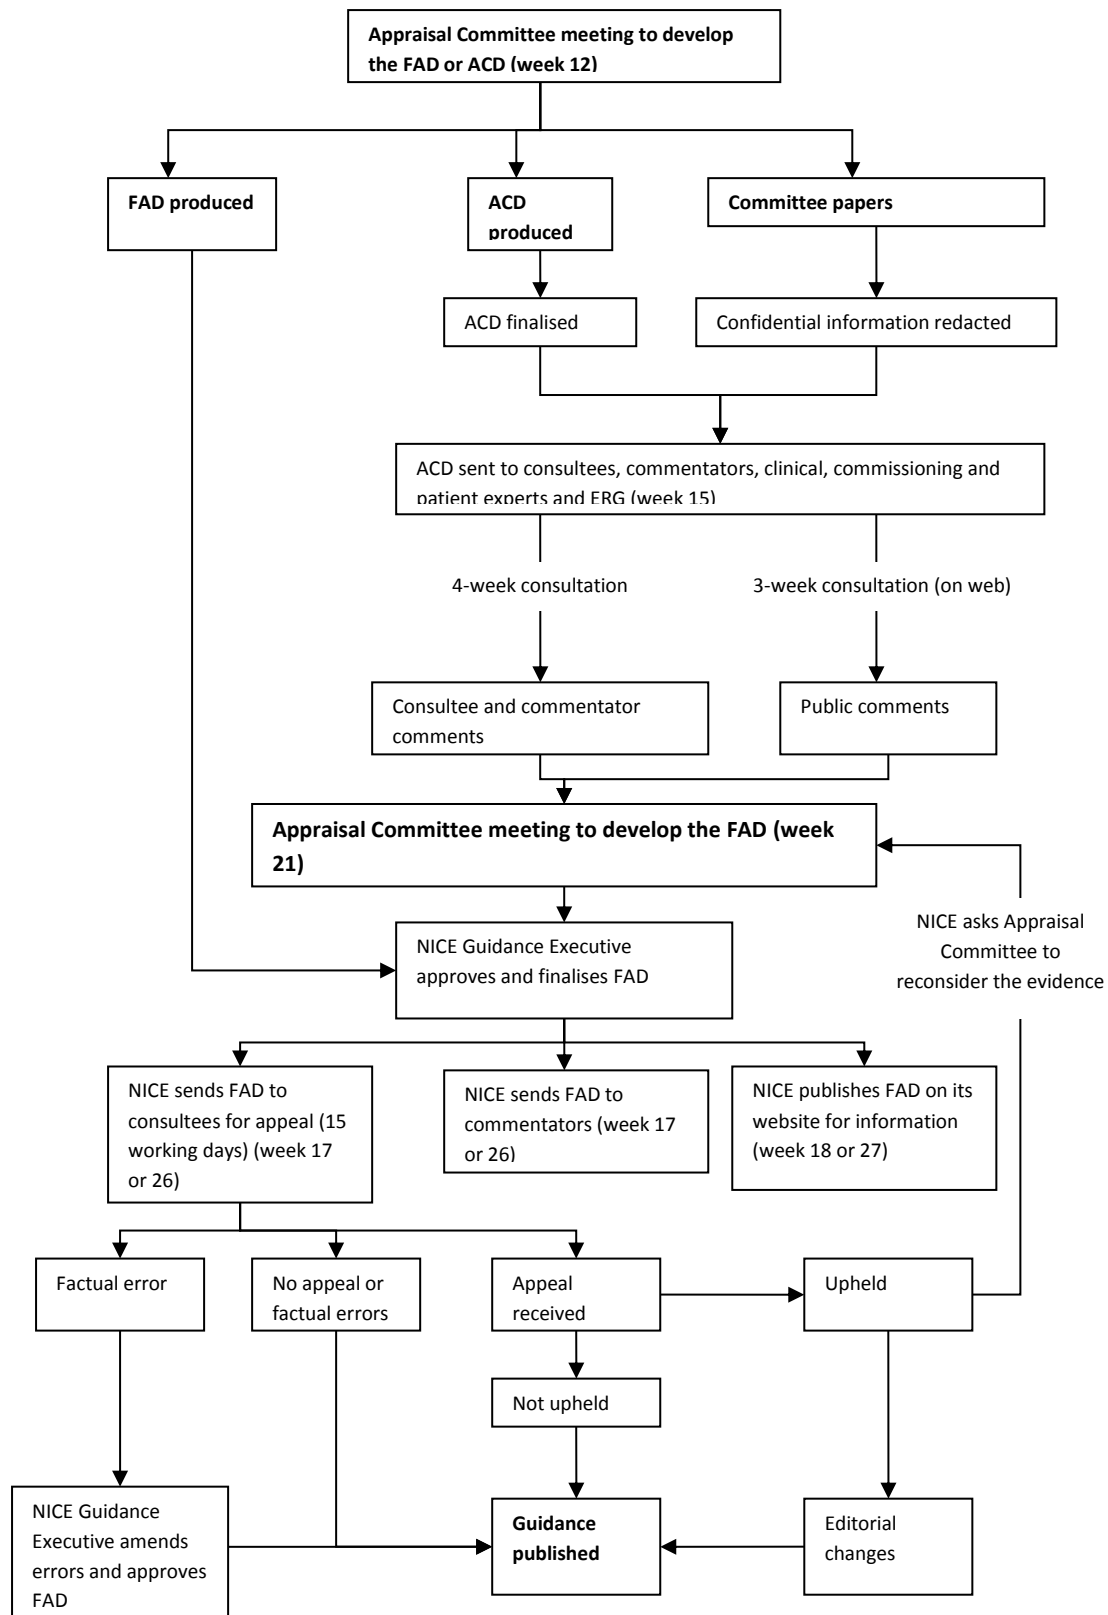 Appraisal Committee meeting to develop
the FAD or ACD (week 12)
FAD produced
ACD
produced
Committee papers
ACD finalised
Confidential information redacted
ACD sent to consultees, commentators, clinical, commissioning and
patient experts and ERG (week 15)
4-week consultation
3-week consultation (on web)
Consultee and commentator
comments
Public comments
Appraisal Committee meeting to develop the FAD (week
21)
NICE asks Appraisal
Committee to
reconsider the evidence
NICE Guidance Executive
approves and finalises FAD
NICE sends FAD to
consultees for appeal (15
working days) (week 17
or 26)
NICE sends FAD to
commentators (week 17
or 26)
NICE publishes FAD on its
website for information
(week 18 or 27)
Factual error
No appeal or
factual errors
Appeal
received
Upheld
Not upheld
NICE Guidance
Executive amends
errors and approves
FAD
Guidance
published
Editorial
changes